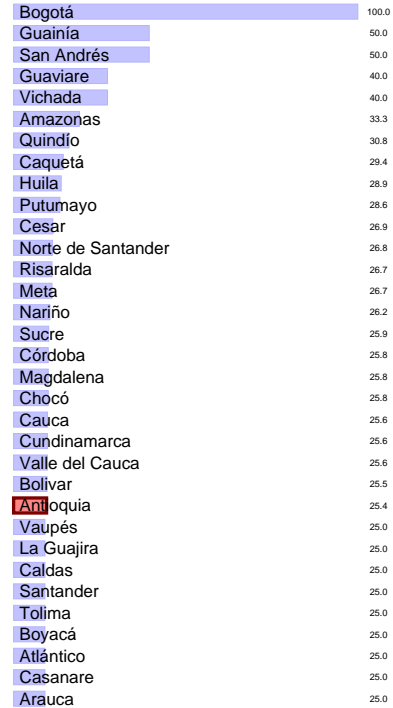 Bogotá 100.0
Guainía 50.0
San Andrés 50.0
Guaviare 40.0
Vichada 40.0
Amazonas 33.3
Quindío 30.8
Caquetá 29.4
Huila 28.9
Putumayo 28.6
Cesar 26.9
Norte de Santander 26.8
Risaralda 26.7
Meta 26.7
Nariño 26.2
Sucre 25.9
Córdoba 25.8
Magdalena 25.8
Chocó 25.8
Cauca 25.6
Cundinamarca 25.6
Valle del Cauca 25.6
Bolivar 25.5
Antioquia 25.4
Vaupés 25.0
La Guajira 25.0
Caldas 25.0
Santander 25.0
Tolima 25.0
Boyacá 25.0
Atlántico 25.0
Casanare 25.0
Arauca 25.0